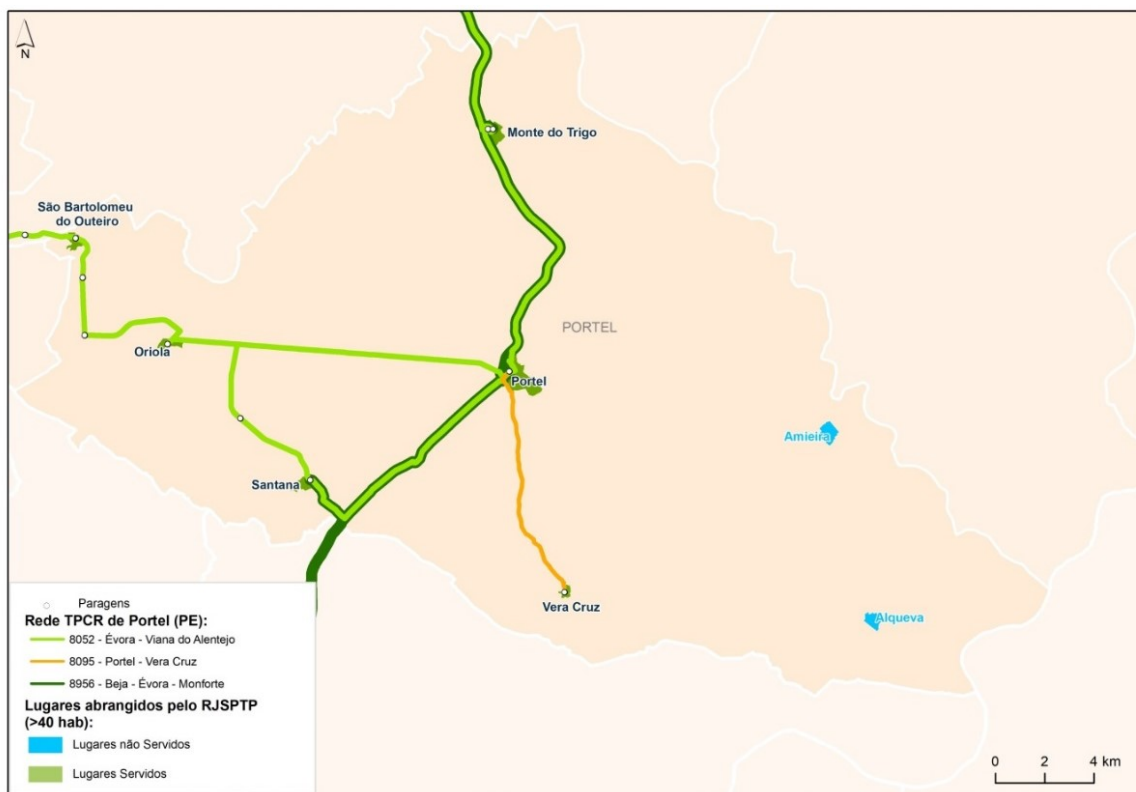 N
Monte do Trigo
São Bartolomeu
do Outeiro
PORTEL
Oriola
Portel
Amieira
Santana
Vera Cruz
Alqueva
Paragens
Rede TPCR de Portel (PE):
8052 - Évora - Viana do Alentejo
8095 - Portel - Vera Cruz
8956 - Beja - Évora - Monforte
Lugares abrangidos pelo RJSPTP
(>40 hab):
Lugares não Servidos
Lugares Servidos
0 2 4 km